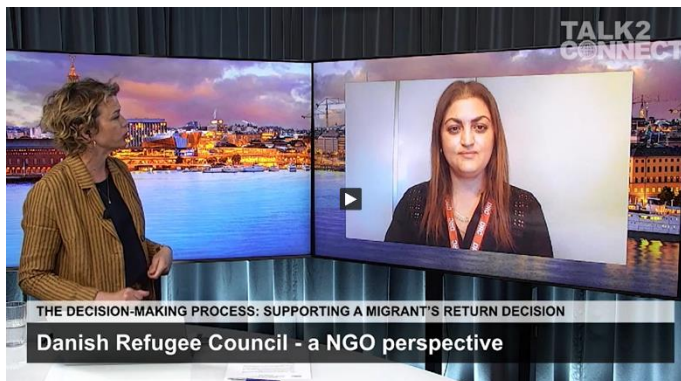 TALK2
CONNECT
THE DECISION-MAKING PROCESS: SUPPORTING A MIGRANT'S RETURN DECISION
Danish Refugee Council - a NGO perspective